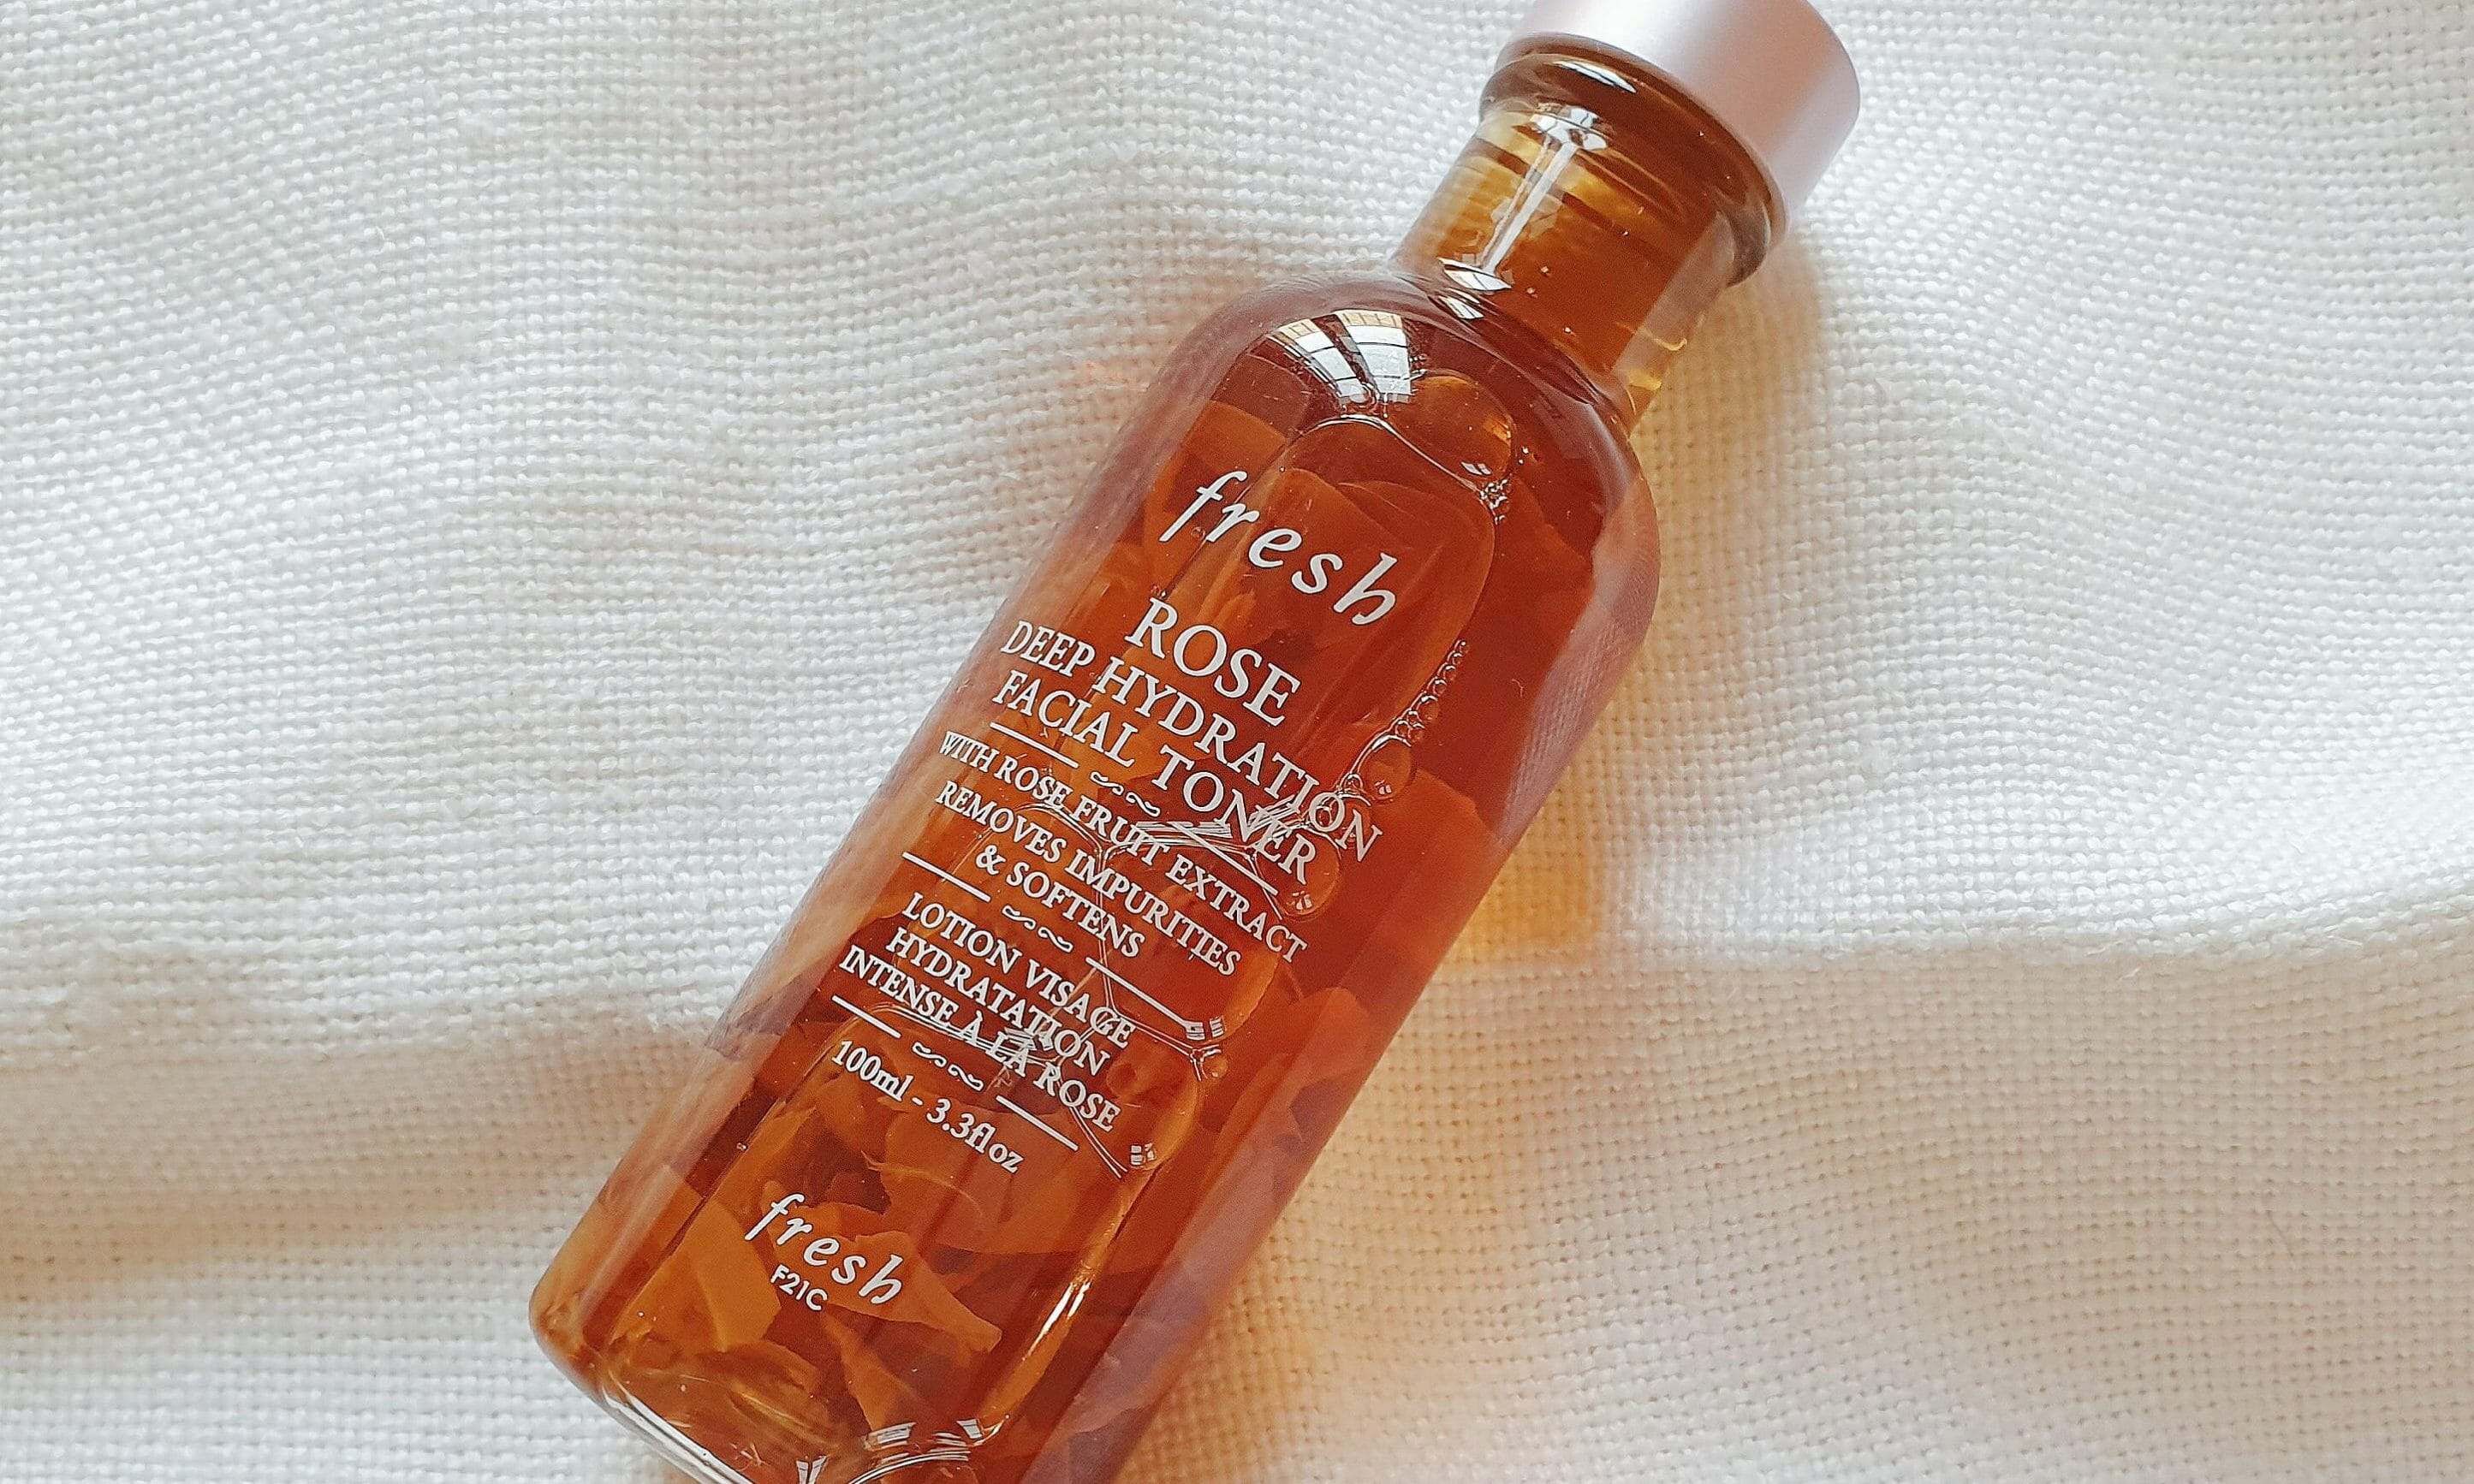 fresh
ROSE
DEEP HYDRATION
FACIAL TONER
WITH ROSE FRUIT EXTRACT
REMOVES IMPURITIES
& SOFTENS
LOTION VISAGE
HYDRATATION
INTENSE À LA ROSE
100ml - 3.3fl oz
fresh
F21C